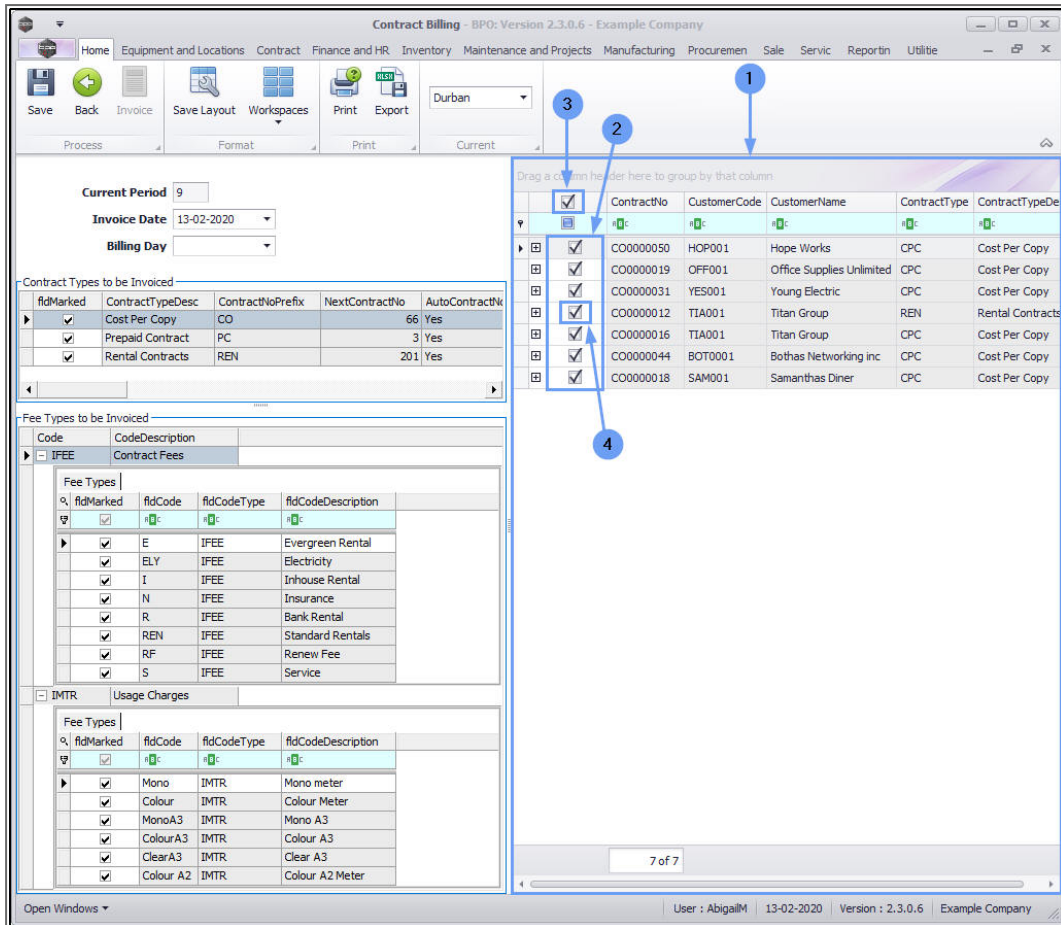 Contract Billing - BPO: Version 2.3.0.6 - Example Company
Home Equipment and Locations Contract Finance and HR Inventory Maintenance and Projects Manufacturing Procuremen Sale Servic Reportin Utilitie
Save Back Invoice Save Layout Workspaces Print Export Durban
Process Format Print Current
1
3
2
4
Current Period 9
Invoice Date 13-02-2020
Billing Day
Contract Types to be Invoiced
fldMarked ContractTypeDesc ContractNoPrefix NextContractNo AutoContractNo
Cost Per Copy CO 66 Yes
Prepaid Contract PC 3 Yes
Rental Contracts REN 201 Yes
Fee Types to be Invoiced
Code CodeDescription
IFEE Contract Fees
Fee Types
fldMarked fldCode fldCodeType fldCodeDescription
E IFEE Evergreen Rental
ELY IFEE Electricity
I IFEE Inhouse Rental
N IFEE Insurance
R IFEE Bank Rental
REN IFEE Standard Rentals
RF IFEE Renew Fee
S IFEE Service
IMTR Usage Charges
Fee Types
fldMarked fldCode fldCodeType fldCodeDescription
Mono IMTR Mono meter
Colour IMTR Colour Meter
MonoA3 IMTR Mono A3
ColourA3 IMTR Colour A3
ClearA3 IMTR Clear A3
Colour A2 IMTR Colour A2 Meter
Drag a column header here to group by that column
ContractNo CustomerCode CustomerName ContractType ContractTypeDe
CO0000050 HOP001 Hope Works CPC Cost Per Copy
CO0000019 OFF001 Office Supplies Unlimited CPC Cost Per Copy
CO0000031 YES001 Young Electric CPC Cost Per Copy
CO0000012 TIA001 Titan Group REN Rental Contracts
CO0000016 TIA001 Titan Group CPC Cost Per Copy
CO0000044 BOT0001 Bothas Networking inc CPC Cost Per Copy
CO0000018 SAM001 Samanthas Diner CPC Cost Per Copy
7 of 7
Open Windows User : AbigailM 13-02-2020 Version : 2.3.0.6 Example Company